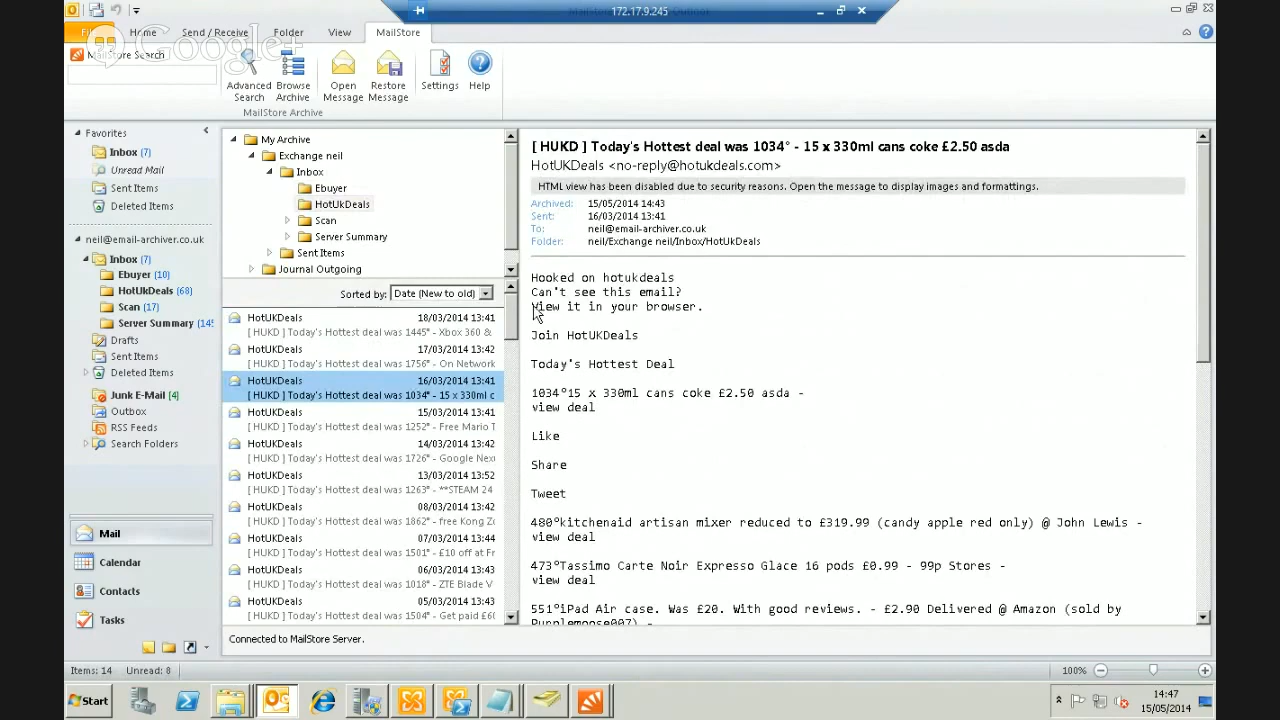 172.17.9.245
File
Home
Send / Receive
Folder
View
MailStore
Google+
MailStore Search
Advanced Search
Browse Archive
Open Message
Restore Message
Settings
Help
MailStore Archive
Favorites
Inbox (7)
Unread Mail
Sent Items
Deleted Items
neil@email-archiver.co.uk
Inbox (7)
Ebuyer (10)
HotUkDeals (68)
Scan (17)
Server Summary (145
Drafts
Sent Items
Deleted Items
Junk E-Mail [4]
Outbox
RSS Feeds
Search Folders
Mail
Calendar
Contacts
Tasks
My Archive
Exchange neil
Inbox
Ebuyer
HotUkDeals
Scan
Server Summary
Sent Items
Journal Outgoing
Sorted by: Date (New to old)
HotUKDeals 18/03/2014 13:41
[ HUKD ] Today's Hottest deal was 1445° - Xbox 360 &
HotUKDeals 17/03/2014 13:42
[ HUKD ] Today's Hottest deal was 1756° - On Network
HotUKDeals 16/03/2014 13:41
[ HUKD ] Today's Hottest deal was 1034° - 15 x 330ml c
HotUKDeals 15/03/2014 13:41
[ HUKD ] Today's Hottest deal was 1252° - Free Mario T
HotUKDeals 14/03/2014 13:42
[ HUKD ] Today's Hottest deal was 1726° - Google Nex
HotUKDeals 13/03/2014 13:52
[ HUKD ] Today's Hottest deal was 1263° - **STEAM 24
HotUKDeals 08/03/2014 13:42
[ HUKD ] Today's Hottest deal was 1862° - free Kong Zo
HotUKDeals 07/03/2014 13:44
[ HUKD ] Today's Hottest deal was 1501° - £10 off at Fr
HotUKDeals 06/03/2014 13:43
[ HUKD ] Today's Hottest deal was 1018° - ZTE Blade V
HotUKDeals 05/03/2014 13:43
[ HUKD ] Today's Hottest deal was 1504° - Get paid £60
Connected to MailStore Server.
[ HUKD ] Today's Hottest deal was 1034° - 15 x 330ml cans coke £2.50 asda
HotUKDeals <no-reply@hotukdeals.com>
HTML view has been disabled due to security reasons. Open the message to display images and formattings.
Archived: 15/05/2014 14:43
Sent: 16/03/2014 13:41
To: neil@email-archiver.co.uk
Folder: neil/Exchange neil/Inbox/HotUkDeals
Hooked on hotukdeals
Can't see this email?
View it in your browser.
Join HotUKDeals
Today's Hottest Deal
1034°15 x 330ml cans coke £2.50 asda -
view deal
Like
Share
Tweet
480°kitchenaid artisan mixer reduced to £319.99 (candy apple red only) @ John Lewis -
view deal
473°Tassimo Carte Noir Expresso Glace 16 pods £0.99 - 99p Stores -
view deal
551°iPad Air case. Was £20. With good reviews. - £2.90 Delivered @ Amazon (sold by
Purplemoose007) -
Items: 14 Unread: 8
100%
Start
14:47
15/05/2014